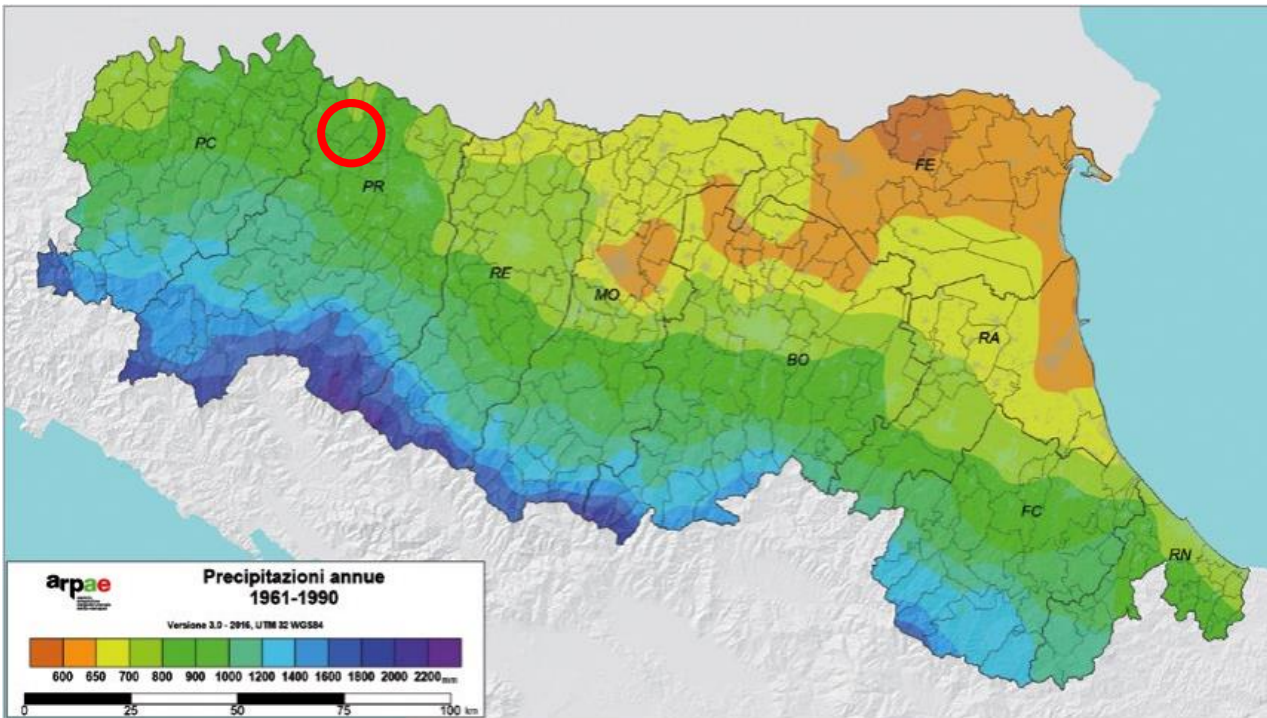 PC
PR
FE
RE
MO
RA
BO
FC
RN
arpae
Precipitazioni annue
1961-1990
Versione 3.0 - 2016, UTM 32 WGS84
600 650 700 800 900 1000 1200 1400 1600 1800 2000 2200 mm
0 25 50 75 100 km